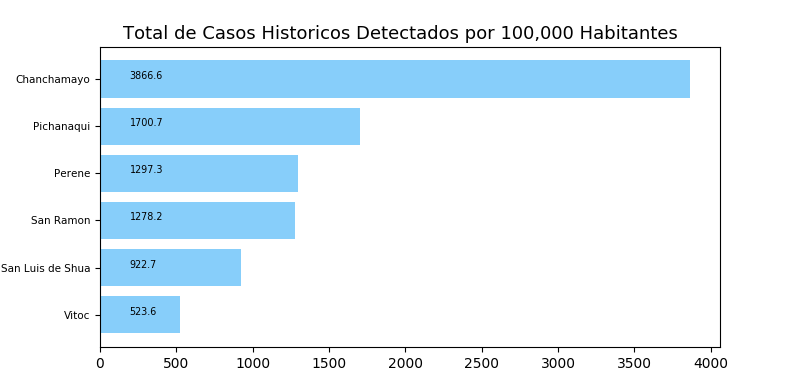 Total de Casos Historicos Detectados por 100,000 Habitantes
Chanchamayo 3866.6
Pichanaqui 1700.7
Perene 1297.3
San Ramon 1278.2
San Luis de Shua 922.7
Vitoc 523.6
0 500 1000 1500 2000 2500 3000 3500 4000